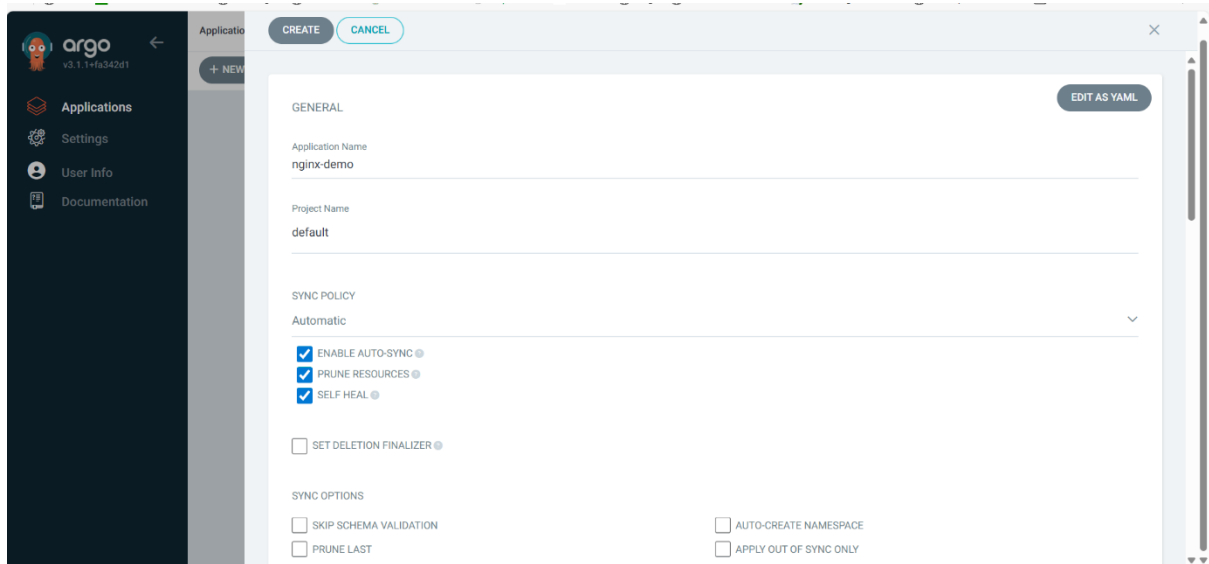 argo
v3.1.1+fa342d1
Applications
Settings
User Info
Documentation
Applicatio
+ NEW
CREATE
CANCEL
EDIT AS YAML
GENERAL
Application Name
nginx-demo
Project Name
default
SYNC POLICY
Automatic
ENABLE AUTO-SYNC
PRUNE RESOURCES
SELF HEAL
SET DELETION FINALIZER
SYNC OPTIONS
SKIP SCHEMA VALIDATION
AUTO-CREATE NAMESPACE
PRUNE LAST
APPLY OUT OF SYNC ONLY